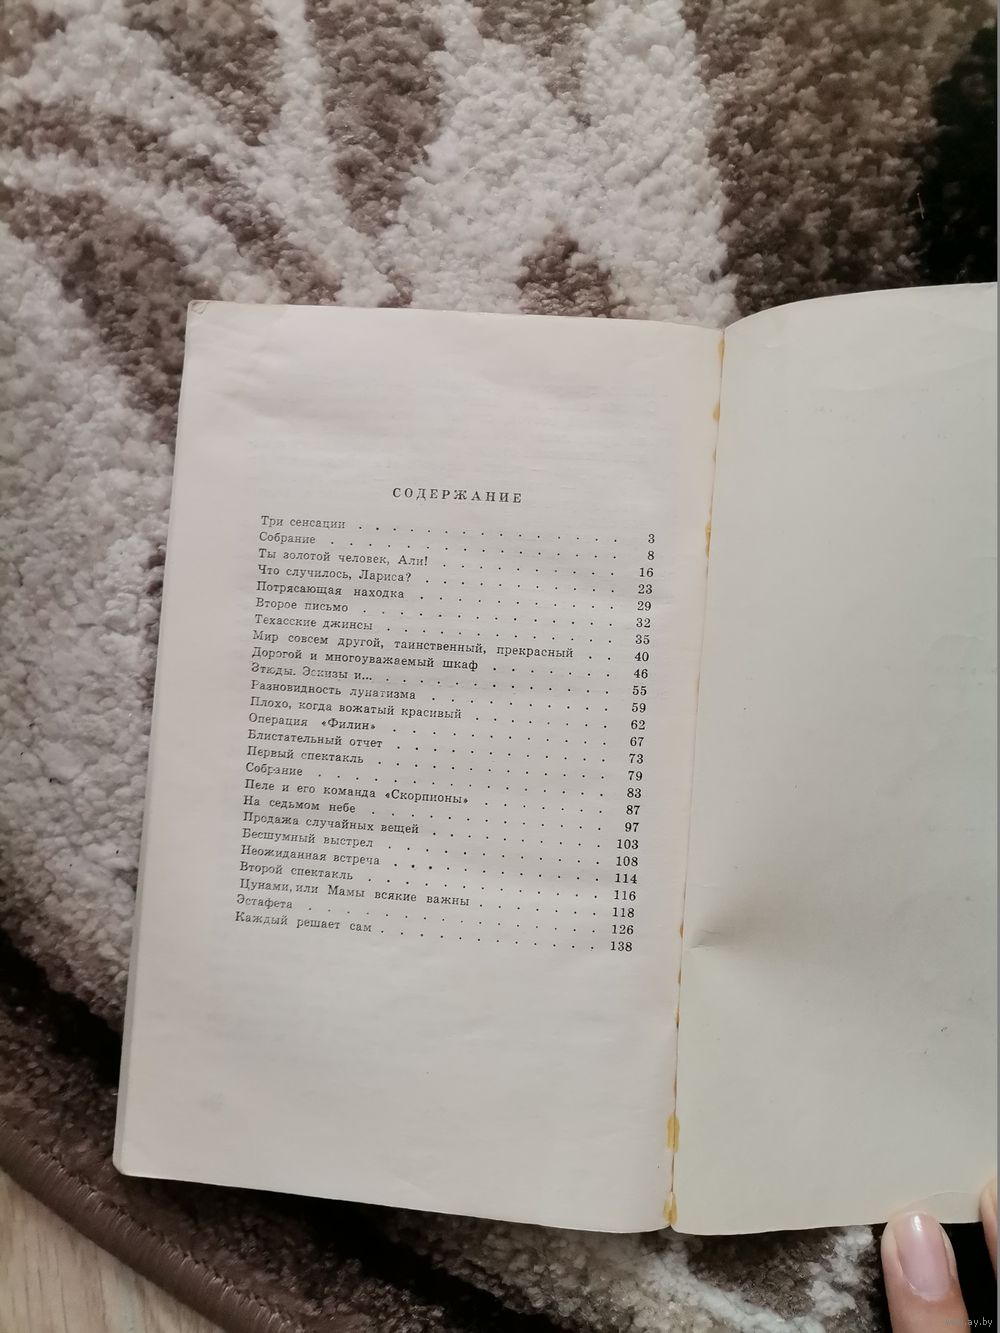 СОДЕРЖАНИЕ
Три сенсации . . . . . . . . . . . . . . . 3
Собрание . . . . . . . . . . . . . . . . . 8
Ты золотой человек, Али! . . . . . . . . . . . 16
Что случилось, Лариса? . . . . . . . . . . . . 23
Потрясающая находка . . . . . . . . . . . . 29
Второе письмо . . . . . . . . . . . . . . . 32
Техасские джинсы . . . . . . . . . . . . . . 35
Мир совсем другой, таинственный, прекрасный . . 40
Дорогой и многоуважаемый шкаф . . . . . . . 46
Этюды. Эскизы и... . . . . . . . . . . . . . 55
Разновидность лунатизма . . . . . . . . . . . 59
Плохо, когда вожатый красивый . . . . . . . . 62
Операция «Филин» . . . . . . . . . . . . . 67
Блистательный отчет . . . . . . . . . . . . . 73
Первый спектакль . . . . . . . . . . . . . . 79
Собрание . . . . . . . . . . . . . . . . . 83
Пеле и его команда «Скорпионы» . . . . . . . 87
На седьмом небе . . . . . . . . . . . . . . 97
Продажа случайных вещей . . . . . . . . . . 103
Бесшумный выстрел . . . . . . . . . . . . . 108
Неожиданная встреча . . . . . . . . . . . . 114
Второй спектакль . . . . . . . . . . . . . . 116
Цунами, или Мамы всякие важны . . . . . . . 118
Эстафета . . . . . . . . . . . . . . . . . 126
Каждый решает сам . . . . . . . . . . . . . 138
www.ay.by